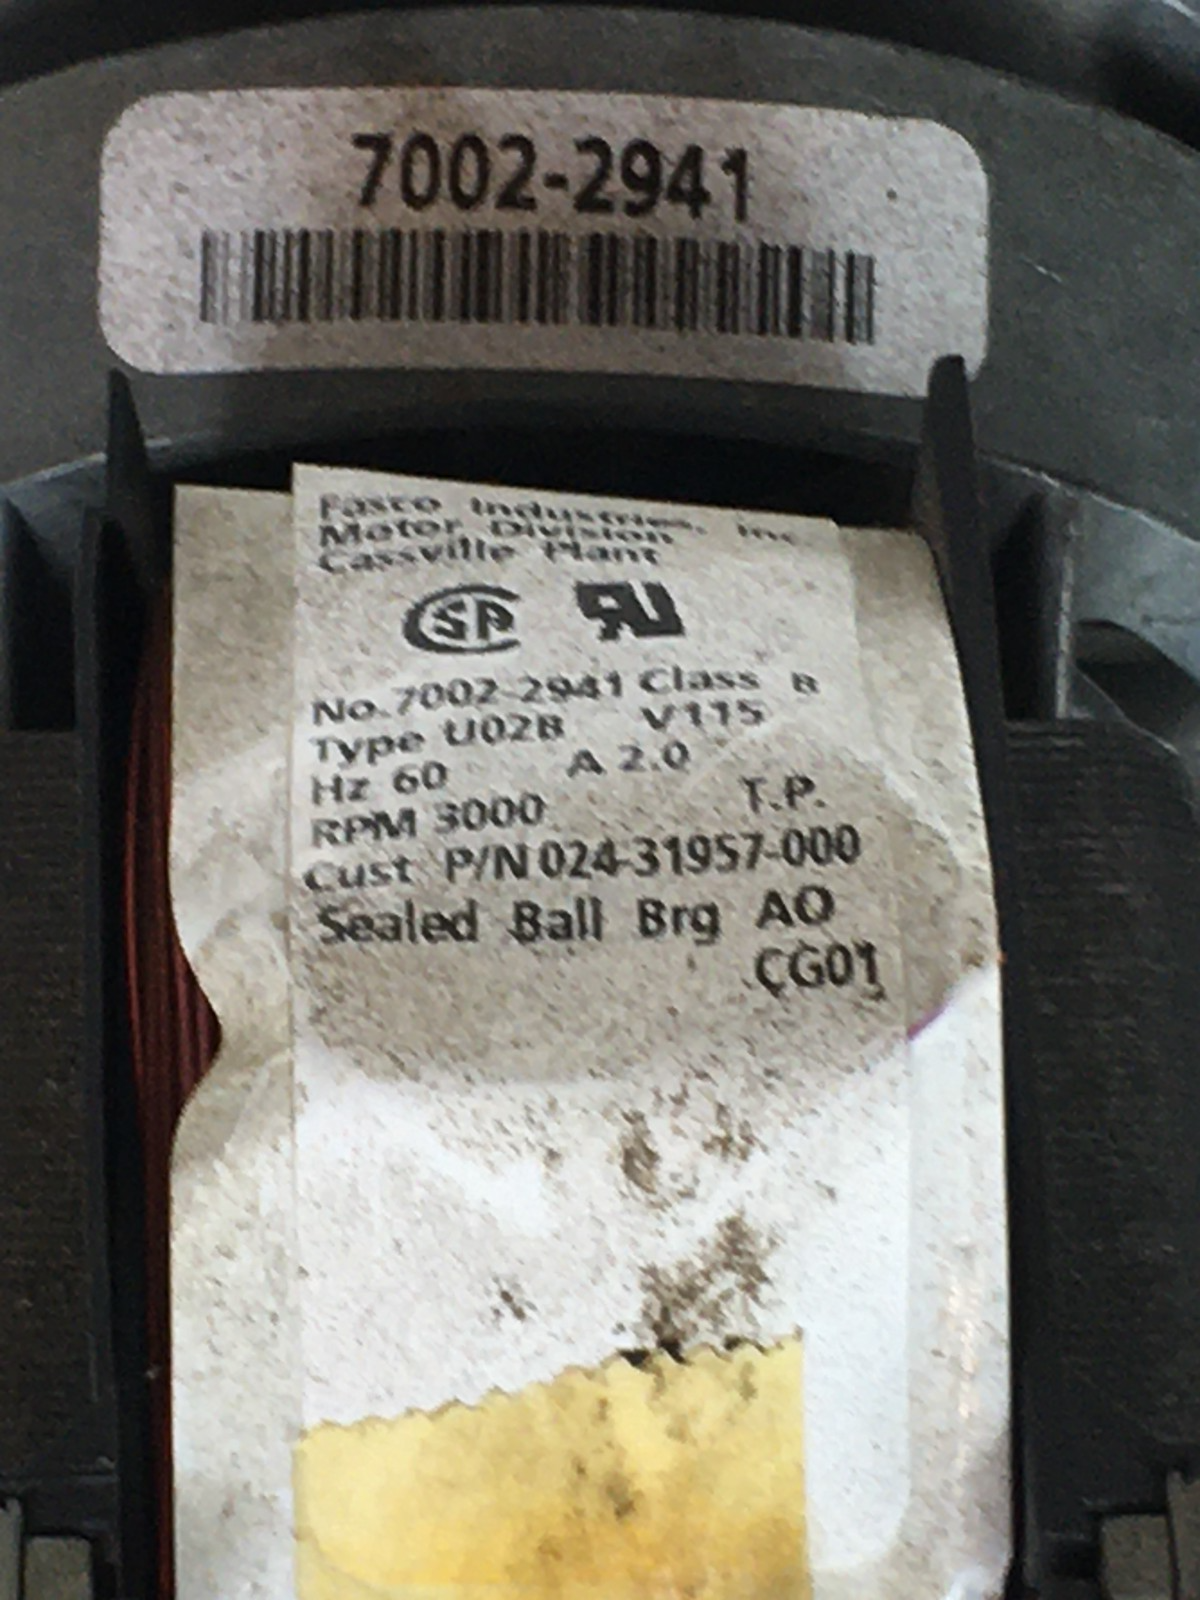 7002-2941
Fasco Industries, Inc.
Motor Division
Cassville Plant
No.7002-2941 Class B
Type U02B V115
Hz 60 A 2.0
RPM 3000 T.P.
Cust P/N 024-31957-000
Sealed Ball Brg AO
CG01